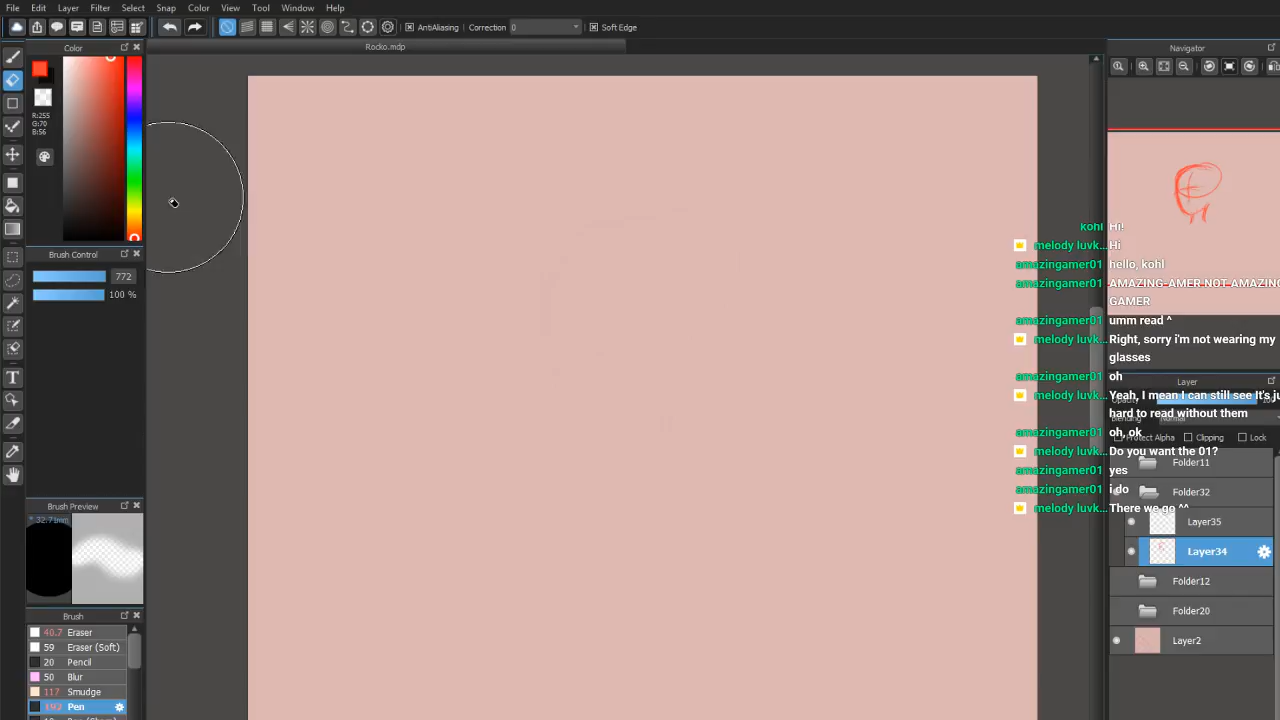 File Edit Layer Filter Select Snap Color View Tool Window Help
AntiAliasing Correction 0 Soft Edge
Rocko.mdp
Color
R:255
G:70
B:56
Brush Control
772
100 %
Brush Preview
* 32.71mm
Brush
40.7 Eraser
59 Eraser (Soft)
20 Pencil
50 Blur
117 Smudge
192 Pen
Navigator
kohl Hi!
melody luvk... Hi
amazingamer01 hello, kohl
amazingamer01 AMAZING-AMER NOT AMAZING
GAMER
amazingamer01 umm read ^
melody luvk... Right, sorry i'm not wearing my
glasses
amazingamer01 oh
melody luvk... Yeah, I mean I can still see It's ju
hard to read without them
amazingamer01 oh, ok
melody luvk... Do you want the 01?
amazingamer01 yes
amazingamer01 i do
melody luvk... There we go ^^
Layer
Opacity
Blending Normal
Protect Alpha Clipping Lock
Folder11
Folder32
Layer35
Layer34
Folder12
Folder20
Layer2